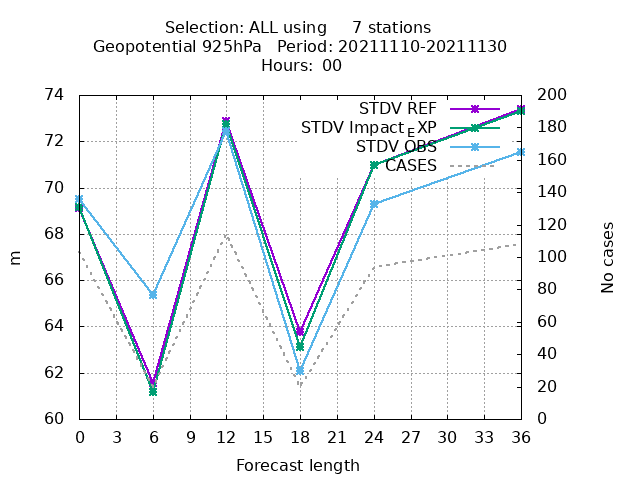 Selection: ALL using     7 stations
Geopotential 925hPa   Period: 20211110-20211130
Hours: 00
STDV REF
STDV Impact_EXP
STDV OBS
CASES
74
72
70
68
66
64
62
60
200
180
160
140
120
100
80
60
40
20
0
m
No cases
0 3 6 9 12 15 18 21 24 27 30 33 36
Forecast length